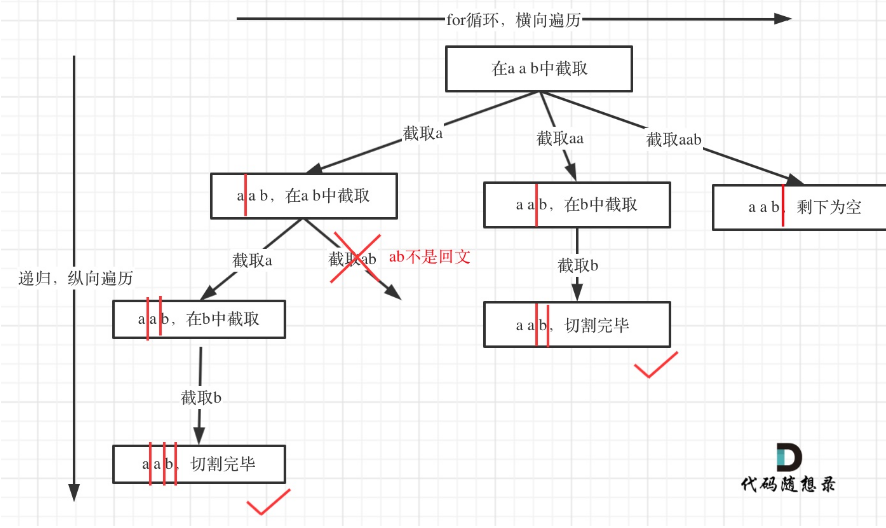 for循环，横向遍历
在a a b中截取
截取a
截取aa
截取aab
a a b，在a b中截取
a a b，在b中截取
a a b，剩下为空
截取a
截取ab
ab不是回文
截取b
递归，纵向遍历
a a b，在b中截取
a a b，切割完毕
截取b
a a b，切割完毕
代码随想录